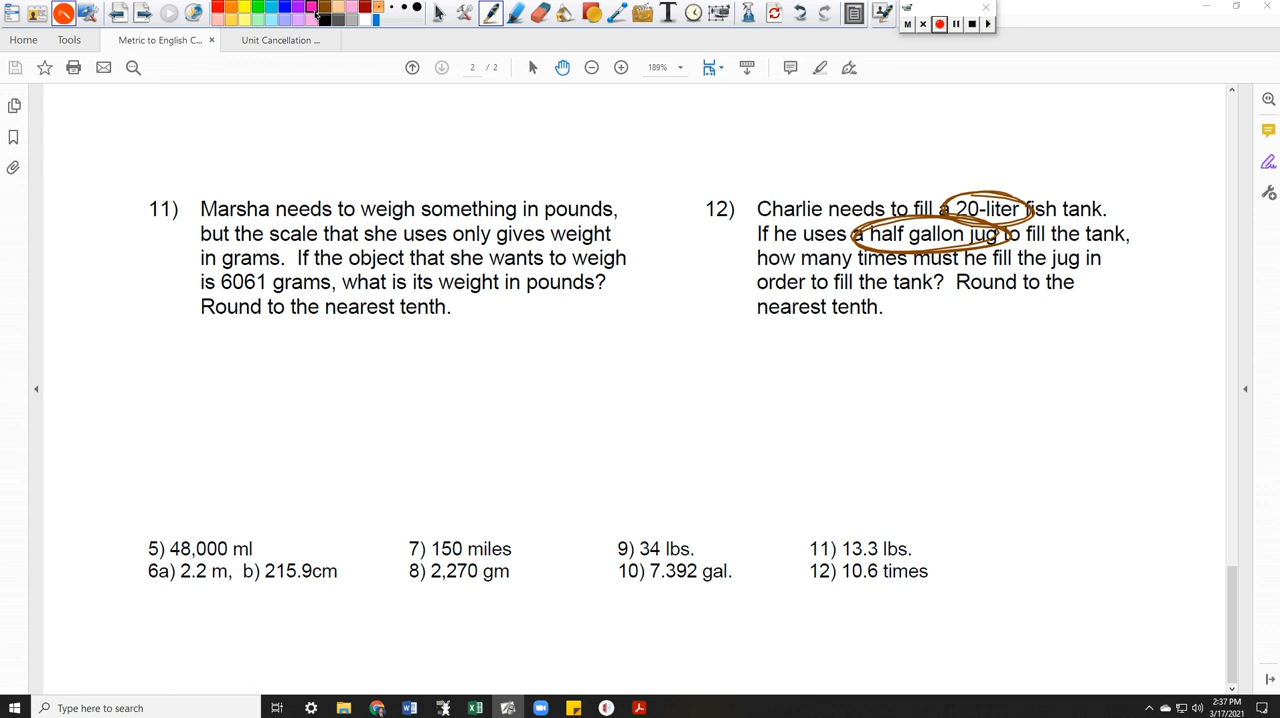 M
Home
Tools
Metric to English C...
Unit Cancellation ...
2 / 2
189%
11) Marsha needs to weigh something in pounds,
but the scale that she uses only gives weight
in grams. If the object that she wants to weigh
is 6061 grams, what is its weight in pounds?
Round to the nearest tenth.
12) Charlie needs to fill a 20-liter fish tank.
If he uses a half gallon jug to fill the tank,
how many times must he fill the jug in
order to fill the tank? Round to the
nearest tenth.
5) 48,000 ml
7) 150 miles
9) 34 lbs.
11) 13.3 lbs.
6a) 2.2 m, b) 215.9cm
8) 2,270 gm
10) 7.392 gal.
12) 10.6 times
Type here to search
2:37 PM
3/17/2021